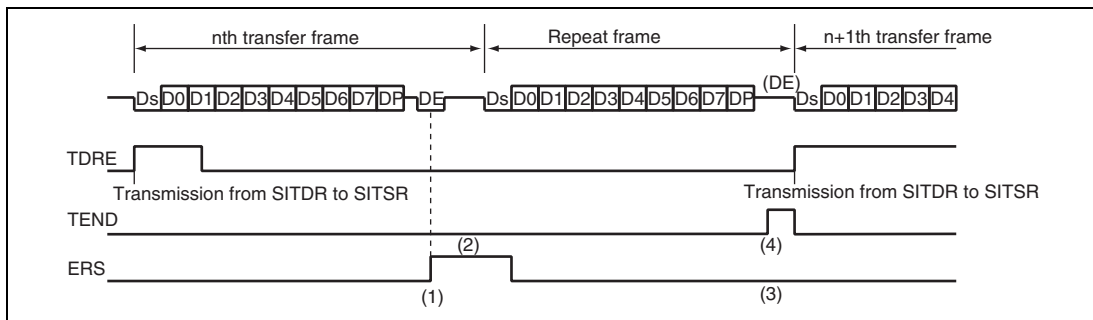 nth transfer frame Repeat frame n+1th transfer frame
(DE)
Ds D0 D1 D2 D3 D4 D5 D6 D7 DP DE Ds D0 D1 D2 D3 D4 D5 D6 D7 DP Ds D0 D1 D2 D3 D4
TDRE
Transmission from SITDR to SITSR Transmission from SITDR to SITSR
TEND
(2) (4)
ERS
(1) (3)